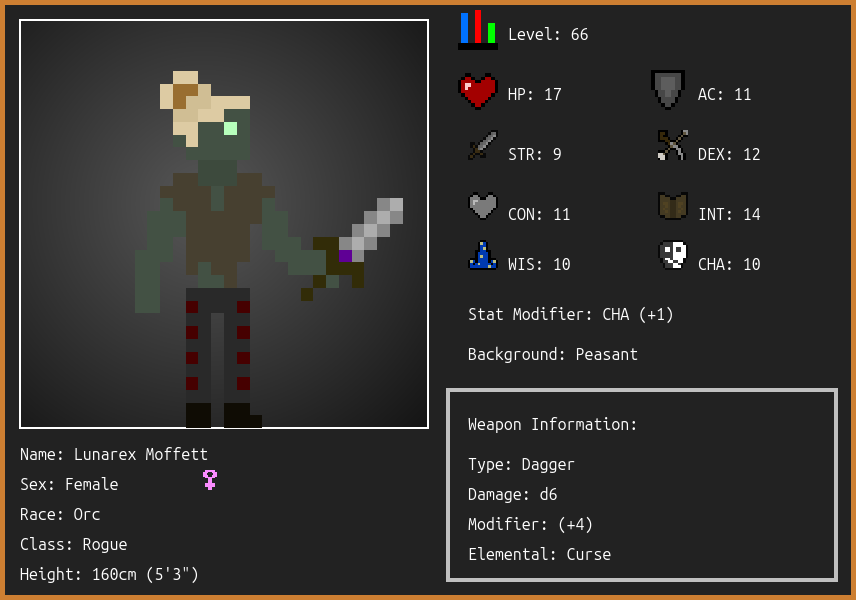 Level: 66
HP: 17
AC: 11
STR: 9
DEX: 12
CON: 11
INT: 14
WIS: 10
CHA: 10
Stat Modifier: CHA (+1)
Background: Peasant
Weapon Information:
Type: Dagger
Damage: d6
Modifier: (+4)
Elemental: Curse
Name: Lunarex Moffett
Sex: Female
Race: Orc
Class: Rogue
Height: 160cm (5'3")